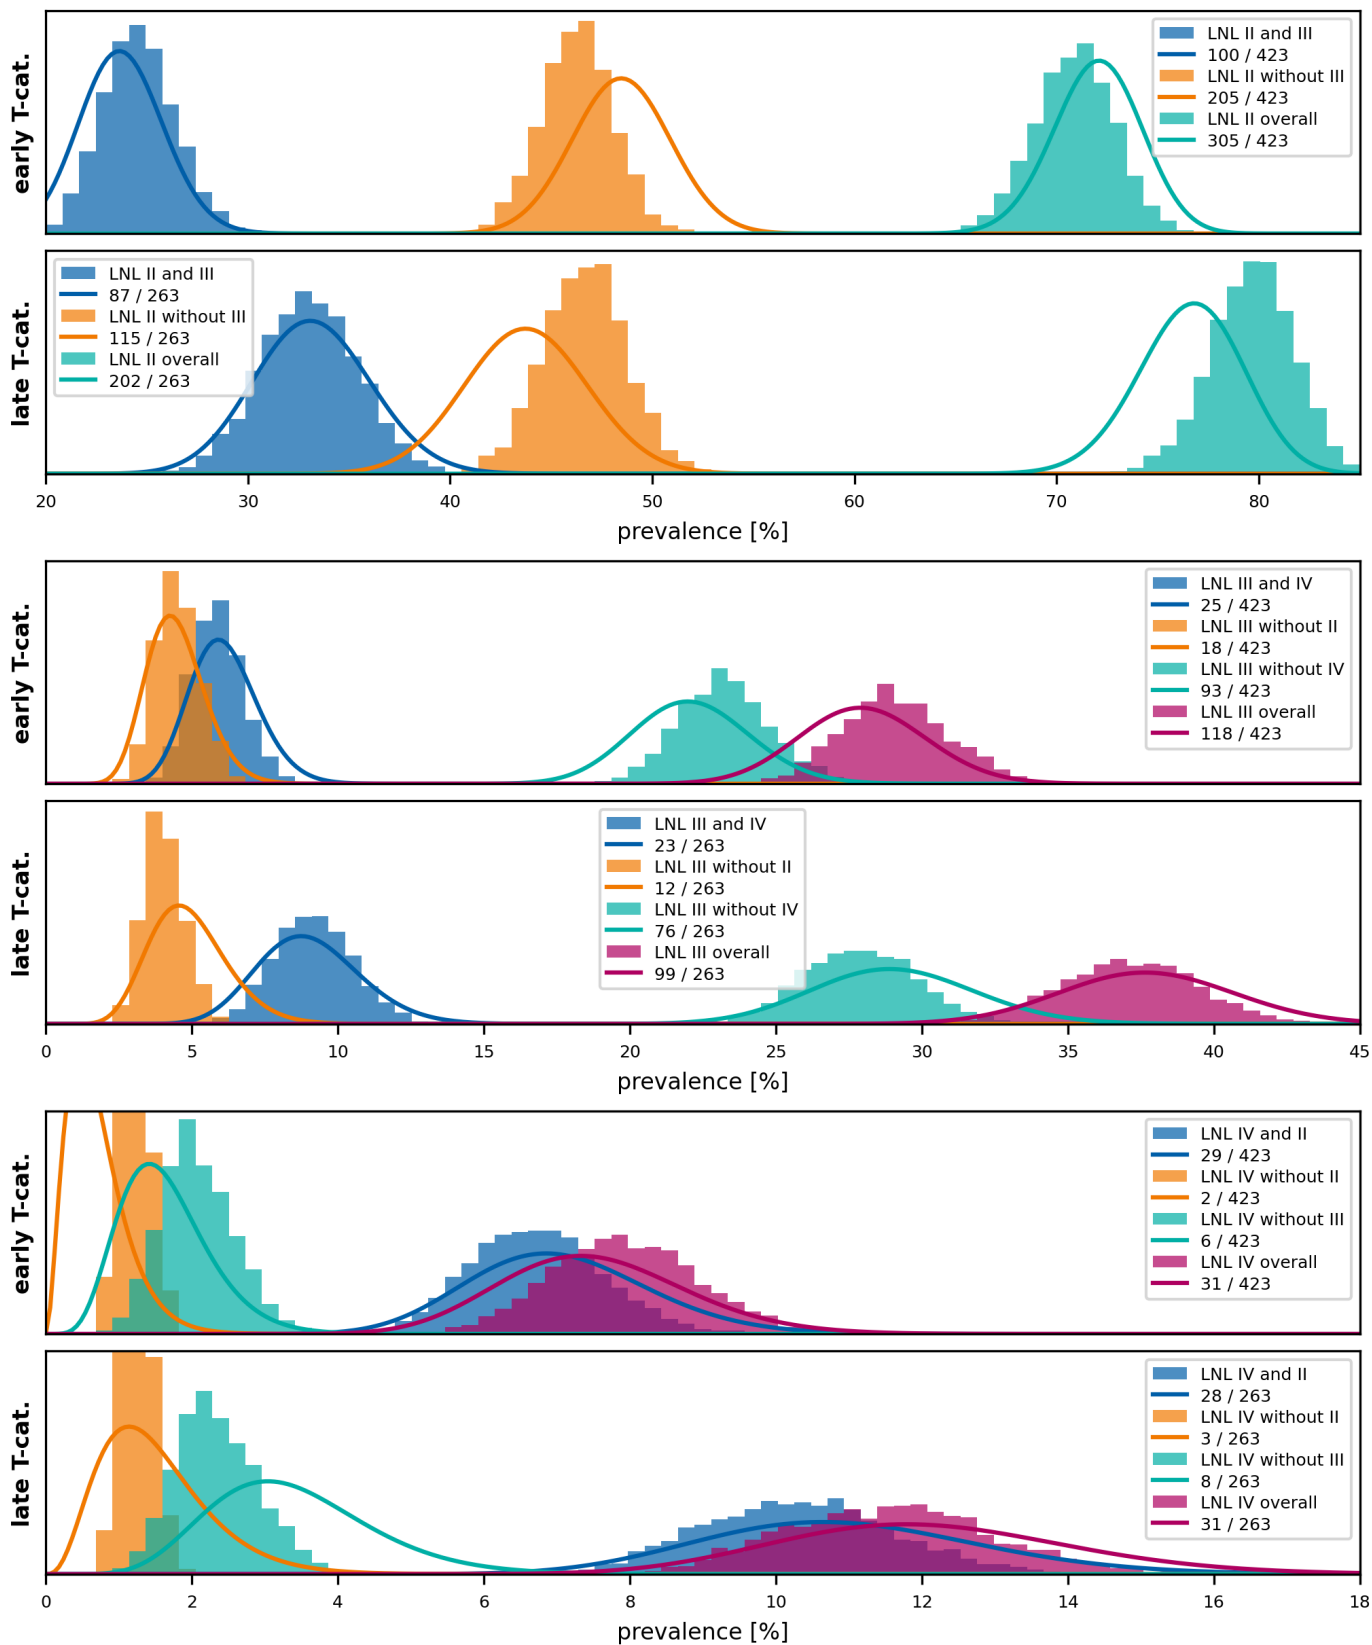 early T-cat.
LNL II and III
100 / 423
LNL II without III
205 / 423
LNL II overall
305 / 423
late T-cat.
LNL II and III
87 / 263
LNL II without III
115 / 263
LNL II overall
202 / 263
20 30 40 50 60 70 80
prevalence [%]
early T-cat.
LNL III and IV
25 / 423
LNL III without II
18 / 423
LNL III without IV
93 / 423
LNL III overall
118 / 423
late T-cat.
LNL III and IV
23 / 263
LNL III without II
12 / 263
LNL III without IV
76 / 263
LNL III overall
99 / 263
0 5 10 15 20 25 30 35 40 45
prevalence [%]
early T-cat.
LNL IV and II
29 / 423
LNL IV without II
2 / 423
LNL IV without III
6 / 423
LNL IV overall
31 / 423
late T-cat.
LNL IV and II
28 / 263
LNL IV without II
3 / 263
LNL IV without III
8 / 263
LNL IV overall
31 / 263
0 2 4 6 8 10 12 14 16 18
prevalence [%]